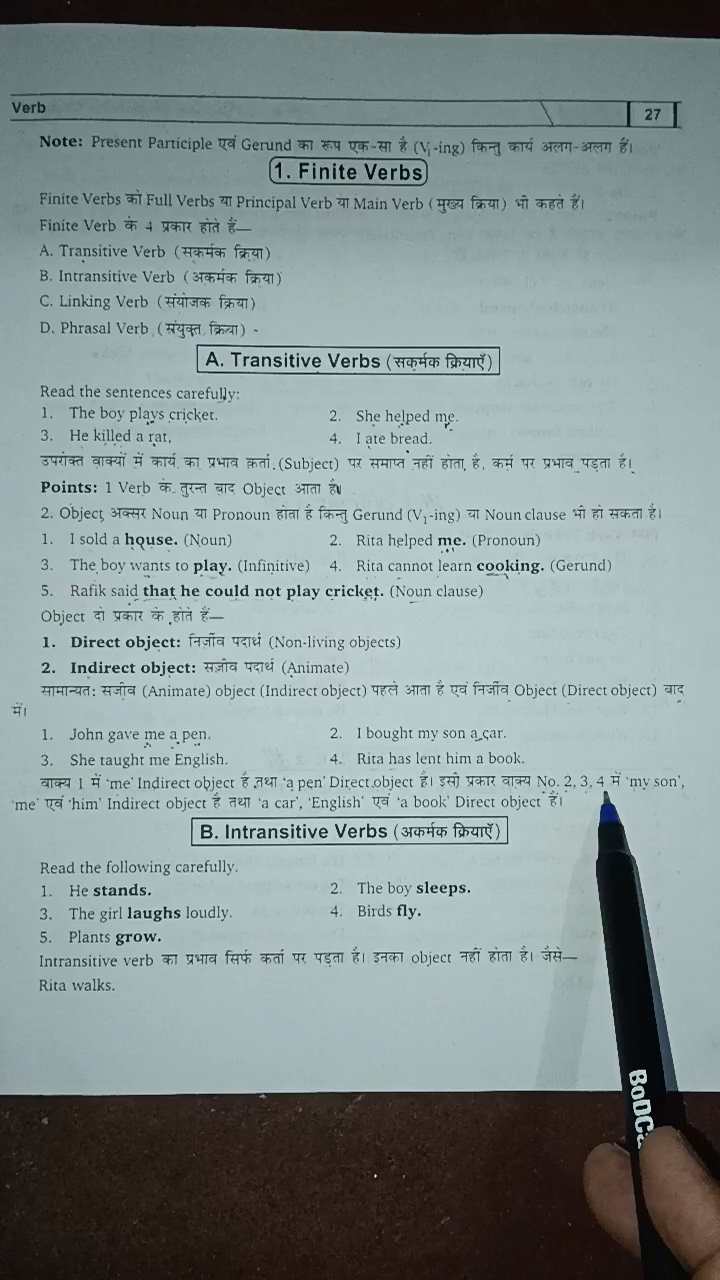 Verb
27
Note: Present Participle एवं Gerund का रूप एक-सा है (V₁-ing) किन्तु कार्य अलग-अलग हैं।
1. Finite Verbs
Finite Verbs को Full Verbs या Principal Verb या Main Verb (मुख्य क्रिया) भी कहते हैं।
Finite Verb के 4 प्रकार होते हैं—
A. Transitive Verb (सकर्मक क्रिया)
B. Intransitive Verb (अकर्मक क्रिया)
C. Linking Verb (संयोजक क्रिया)
D. Phrasal Verb (संयुक्त क्रिया)
A. Transitive Verbs (सकर्मक क्रियाएँ)
Read the sentences carefully:
1. The boy plays cricket. 2. She helped me.
3. He killed a rat. 4. I ate bread.
उपरोक्त वाक्यों में कार्य का प्रभाव कर्ता (Subject) पर समाप्त नहीं होता है, कर्म पर प्रभाव पड़ता है।
Points: 1 Verb के तुरन्त बाद Object आता है।
2. Object अक्सर Noun या Pronoun होता है किन्तु Gerund (V₁-ing) या Noun clause भी हो सकता है।
1. I sold a house. (Noun) 2. Rita helped me. (Pronoun)
3. The boy wants to play. (Infinitive) 4. Rita cannot learn cooking. (Gerund)
5. Rafik said that he could not play cricket. (Noun clause)
Object दो प्रकार के होते हैं—
1. Direct object: निर्जीव पदार्थ (Non-living objects)
2. Indirect object: सजीव पदार्थ (Animate)
सामान्यत: सजीव (Animate) object (Indirect object) पहले आता है एवं निर्जीव Object (Direct object) बाद
में।
1. John gave me a pen. 2. I bought my son a car.
3. She taught me English. 4. Rita has lent him a book.
वाक्य 1 में 'me' Indirect object है तथा 'a pen' Direct object है। इसी प्रकार वाक्य No. 2, 3, 4 में 'my son',
'me' एवं 'him' Indirect object है तथा 'a car', 'English' एवं 'a book' Direct object हैं।
B. Intransitive Verbs (अकर्मक क्रियाएँ)
Read the following carefully.
1. He stands. 2. The boy sleeps.
3. The girl laughs loudly. 4. Birds fly.
5. Plants grow.
Intransitive verb का प्रभाव सिर्फ कर्ता पर पड़ता है। इनका object नहीं होता है। जैसे—
Rita walks.